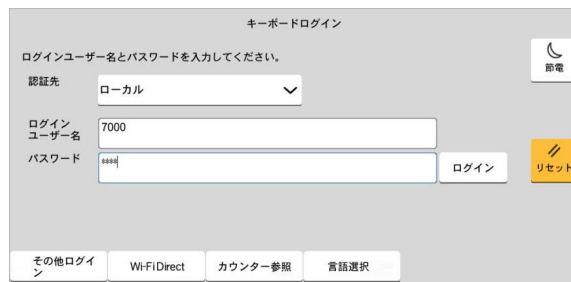 キーボードログイン
ログインユーザー名とパスワードを入力してください。
節電
認証先
ローカル
ログイン
ユーザー名
7000
パスワード
****
ログイン
リセット
その他ログイ
ン
Wi-Fi Direct
カウンター参照
言語選択